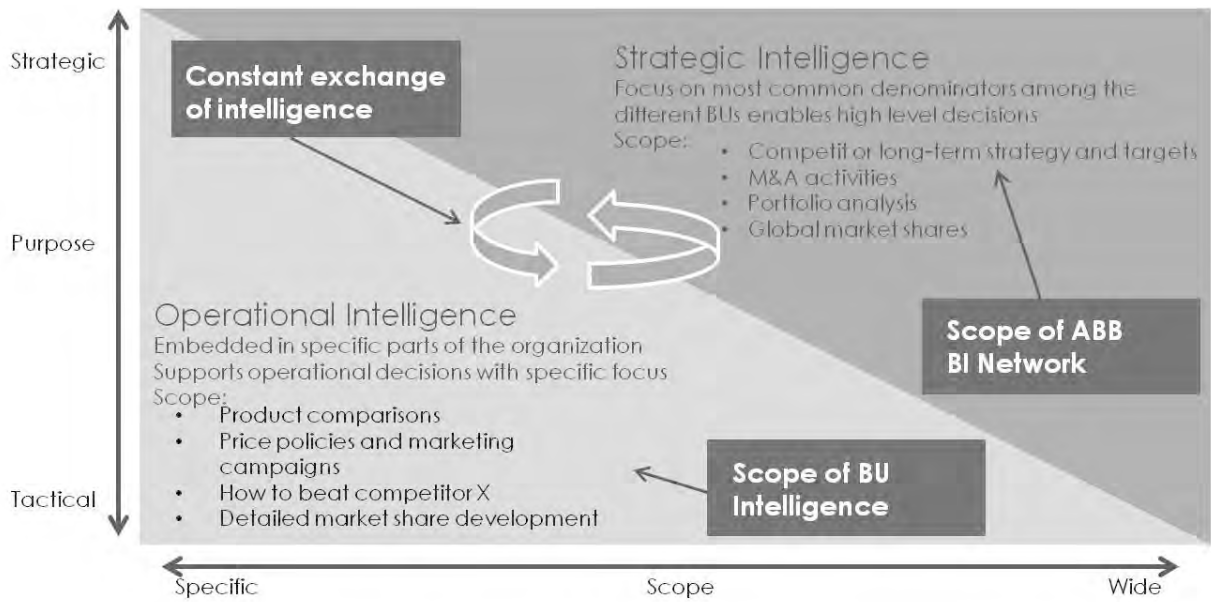 Strategic
Purpose
Tactical
Constant exchange
of intelligence
Strategic Intelligence
Focus on most common denominators among the
different BUs enables high level decisions
Scope:
• Competitor long-term strategy and targets
• M&A activities
• Portfolio analysis
• Global market shares
Scope of ABB
BI Network
Operational Intelligence
Embedded in specific parts of the organization
Supports operational decisions with specific focus
Scope:
• Product comparisons
• Price policies and marketing
campaigns
• How to beat competitor X
• Detailed market share development
Scope of BU
Intelligence
Specific
Scope
Wide